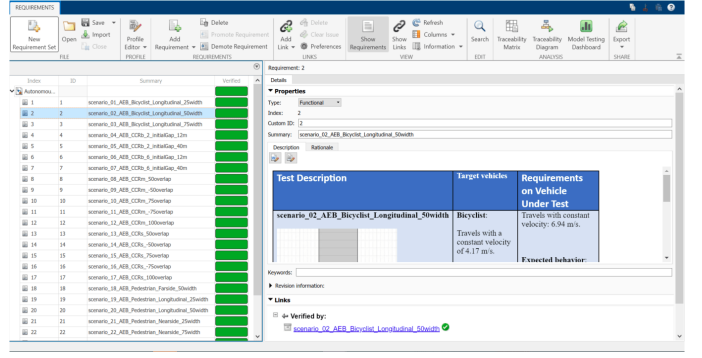 REQUIREMENTS
New
Requirement Set
Open
Save
Import
Close
FILE
Profile
Editor
PROFILE
Add
Requirement
Delete
Promote Requirement
Demote Requirement
REQUIREMENTS
Add
Link
Delete
Clear Issue
Preferences
LINKS
Show
Requirements
Show
Links
Refresh
Columns
Information
VIEW
Search
EDIT
Traceability
Matrix
Traceability
Diagram
Model Testing
Dashboard
ANALYSIS
Export
SHARE
Index ID Summary Verified
Autonomou...
1 1 scenario_01_AEB_Bicyclist_Longitudinal_25width
2 2 scenario_02_AEB_Bicyclist_Longitudinal_50width
3 3 scenario_03_AEB_Bicyclist_Longitudinal_75width
4 4 scenario_04_AEB_CCRb_2_initialGap_12m
5 5 scenario_05_AEB_CCRb_2_initialGap_40m
6 6 scenario_06_AEB_CCRb_6_initialGap_12m
7 7 scenario_07_AEB_CCRb_6_initialGap_40m
8 8 scenario_08_AEB_CCRm_50overlap
9 9 scenario_09_AEB_CCRm_-50overlap
10 10 scenario_10_AEB_CCRm_75overlap
11 11 scenario_11_AEB_CCRm_-75overlap
12 12 scenario_12_AEB_CCRm_100overlap
13 13 scenario_13_AEB_CCRs_50overlap
14 14 scenario_14_AEB_CCRs_-50overlap
15 15 scenario_15_AEB_CCRs_75overlap
16 16 scenario_16_AEB_CCRs_-75overlap
17 17 scenario_17_AEB_CCRs_100overlap
18 18 scenario_18_AEB_Pedestrian_Farside_50width
19 19 scenario_19_AEB_Pedestrian_Longitudinal_25width
20 20 scenario_20_AEB_Pedestrian_Longitudinal_50width
21 21 scenario_21_AEB_Pedestrian_Nearside_25width
22 22 scenario_22_AEB_Pedestrian_Nearside_75width
Requirement: 2
Details
Properties
Type: Functional
Index: 2
Custom ID: 2
Summary: scenario_02_AEB_Bicyclist_Longitudinal_50width
Description Rationale
Test Description
Target vehicles
Requirements
on Vehicle
Under Test
scenario_02_AEB_Bicyclist_Longitudinal_50width
Bicyclist:
Travels with a
constant velocity
of 4.17 m/s.
Travels with constant
velocity: 6.94 m/s.
Expected behavior:
Keywords:
Revision information:
Links
Verified by:
scenario_02_AEB_Bicyclist_Longitudinal_50width